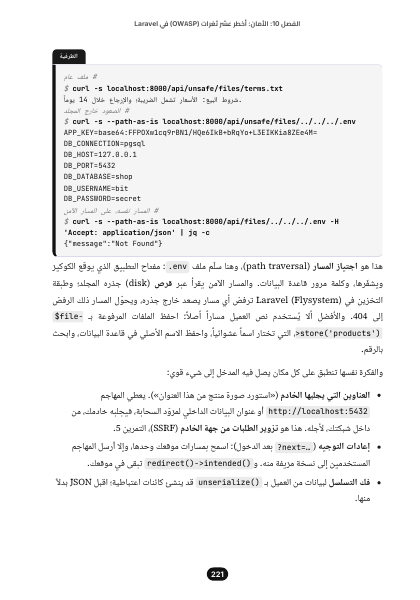 الفصل 10: الأمان: أخطر عشر ثغرات (OWASP) في Laravel
الطرفية
# ملف عام
$ curl -s localhost:8000/api/unsafe/files/terms.txt
شروط البيع: الأسعار تشمل الضريبة؛ والإرجاع خلال 14 يوماً.
# الصعود خارج المجلد
$ curl -s --path-as-is localhost:8000/api/unsafe/files/../../../.env
APP_KEY=base64:FFPOXm1cq9rBN1/HQe6IkB+bRqYo+L3EIKKia8ZEe4M=
DB_CONNECTION=pgsql
DB_HOST=127.0.0.1
DB_PORT=5432
DB_DATABASE=shop
DB_USERNAME=bit
DB_PASSWORD=secret
# المسار نفسه، على المسار الآمن
$ curl -s --path-as-is localhost:8000/api/files/../../../.env -H
'Accept: application/json' | jq -c
{"message":"Not Found"}
هذا هو اجتياز المسار (path traversal)، وهنا سلّم ملف .env: مفتاح التطبيق الذي يوقع الكوكيز
ويشفّرها، وكلمة مرور قاعدة البيانات. والمسار الآمن يقرأ عبر قرص (disk) جذره المجلد؛ وطبقة
التخزين في Laravel (Flysystem) ترفض أي مسار يصعد خارج جذره، ويحوّل المسار ذلك الرفض
إلى 404. والأفضل ألا يُستخدم نص العميل مساراً أصلاً: احفظ الملفات المرفوعة بـ $file-
>store('products')، التي تختار اسماً عشوائياً، واحفظ الاسم الأصلي في قاعدة البيانات، وابحث
بالرقم.
والفكرة نفسها تنطبق على كل مكان يصل فيه المدخل إلى شيء قوي:
• العناوين التي يجلبها الخادم («استورد صورة منتج من هذا العنوان»). يعطي المهاجم
http://localhost:5432 أو عنوان البيانات الداخلي لمزوّد السحابة، فيجلبه خادمك، من
داخل شبكتك، لأجله. هذا هو تزوير الطلبات من جهة الخادم (SSRF)، التمرين 5.
• إعادات التوجيه (?next=… بعد الدخول): اسمح بمسارات موقعك وحدها، وإلا أرسل المهاجم
المستخدمين إلى نسخة مزيفة منه. و redirect()->intended() تبقى في موقعك.
• فك التسلسل لبيانات من العميل بـ unserialize() قد ينشئ كائنات اعتباطية؛ اقبل JSON بدلاً
منها.
221